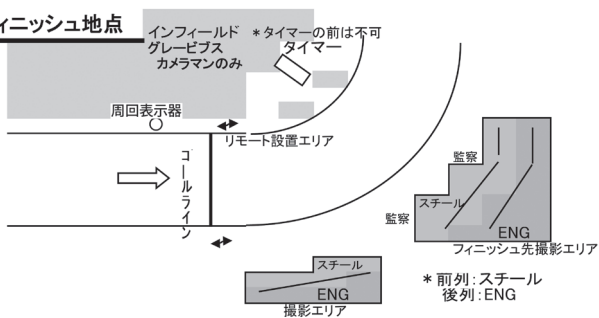 ィニッシュ地点
インフィールド
グレービブス
カメラマンのみ
*タイマーの前は不可
タイマー
周回表示器
リモート設置エリア
ゴールライン
監察
スチール
監察
ENG
フィニッシュ先撮影エリア
スチール
ENG
撮影エリア
*前列:スチール
後列:ENG